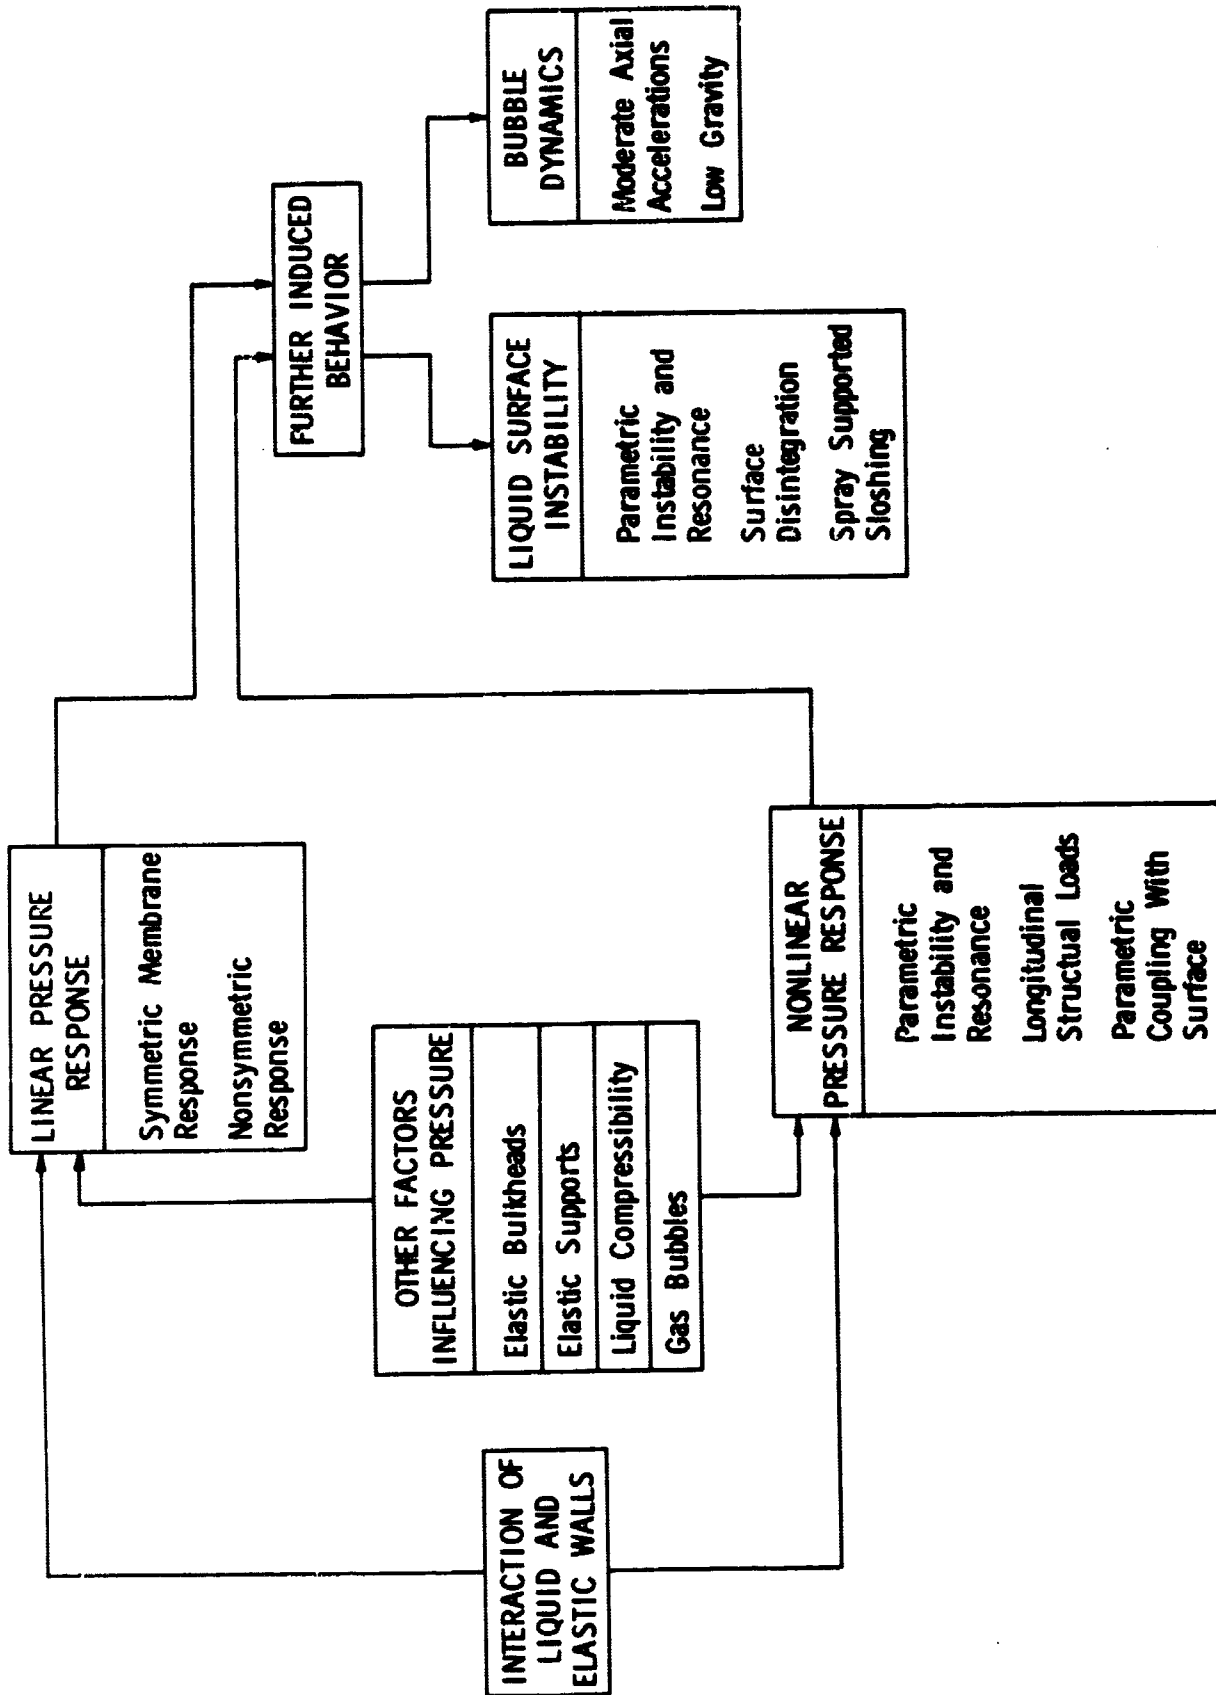 INTERACTION OF
LIQUID AND
ELASTIC WALLS
OTHER FACTORS
INFLUENCING PRESSURE
Elastic Bulkheads
Elastic Supports
Liquid Compressibility
Gas Bubbles
LINEAR PRESSURE
RESPONSE
Symmetric Membrane
Response
Nonsymmetric
Response
NONLINEAR
PRESSURE RESPONSE
Parametric
Instability and
Resonance
Longitudinal
Structual Loads
Parametric
Coupling With
Surface
FURTHER INDUCED
BEHAVIOR
LIQUID SURFACE
INSTABILITY
Parametric
Instability and
Resonance
Surface
Disintegration
Spray Supported
Sloshing
BUBBLE
DYNAMICS
Moderate Axial
Accelerations
Low Gravity